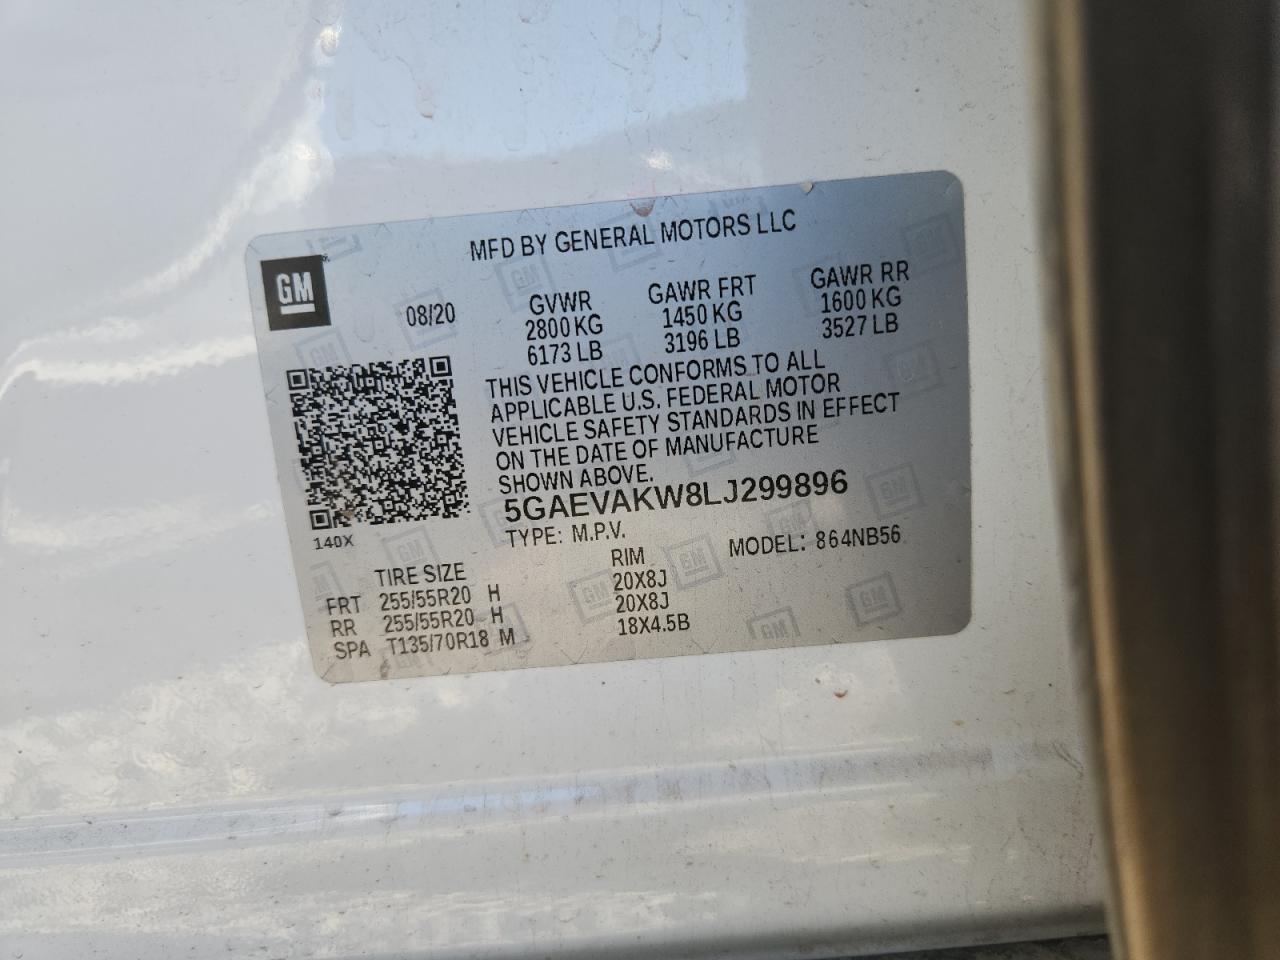 MFD BY GENERAL MOTORS LLC
GM
08/20
GVWR GAWR FRT GAWR RR
2800 KG 1450 KG 1600 KG
6173 LB 3196 LB 3527 LB
THIS VEHICLE CONFORMS TO ALL
APPLICABLE U.S. FEDERAL MOTOR
VEHICLE SAFETY STANDARDS IN EFFECT
ON THE DATE OF MANUFACTURE
SHOWN ABOVE.
5GAEVAKW8LJ299896
140X
TYPE: M.P.V. MODEL: 864NB56
TIRE SIZE RIM
FRT 255/55R20 H 20X8J
RR 255/55R20 H 20X8J
SPA T135/70R18 M 18X4.5B